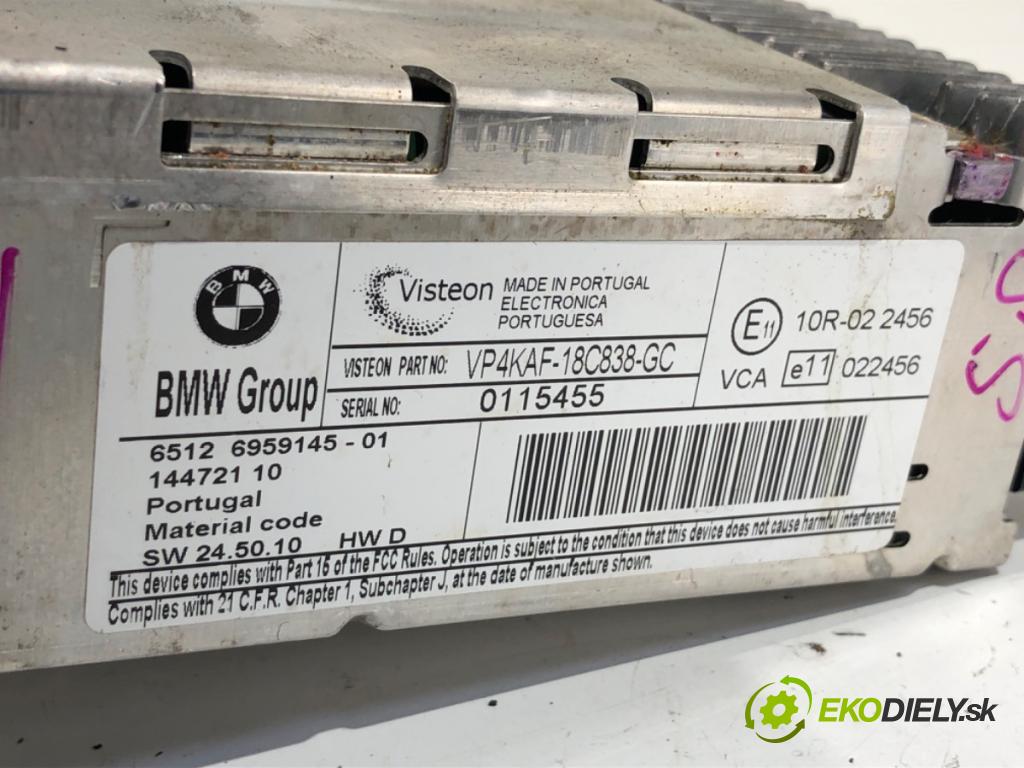 BMW
BMW Group
Visteon
MADE IN PORTUGAL
ELECTRONICA
PORTUGUESA
VISTEON PART NO: VP4KAF-18C838-GC
SERIAL NO: 0115455
E11 10R-02 2456
VCA e11 022456
6512 6959145 - 01
144721 10
Portugal
Material code
SW 24.50.10 HW D
This device complies with Part 16 of the FCC Rules. Operation is subject to the condition that this device does not cause harmful interference.
Complies with 21 C.F.R. Chapter 1, Subchapter J, at the date of manufacture shown.
EKODIELY.sk